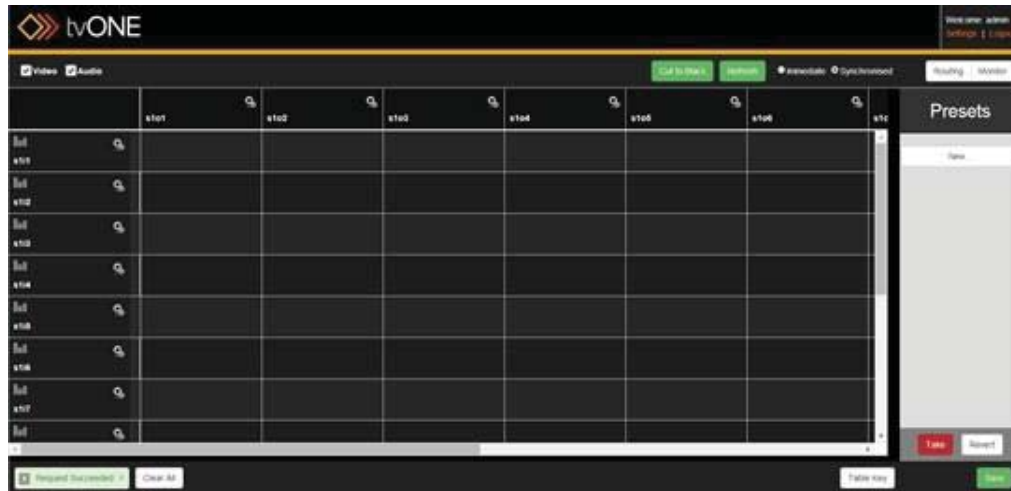 tvONE
Welcome admin
Settings | Logout
Video Audio
Cut to Black Refresh Immediate Synchronised Routing Monitor
s1o1 s1o2 s1o3 s1o4 s1o5 s1o6 s1o
Presets
New...
s1i1
s1i2
s1i3
s1i4
s1i5
s1i6
s1i7
Take Revert
Request Succeeded Clear All Table Key Save